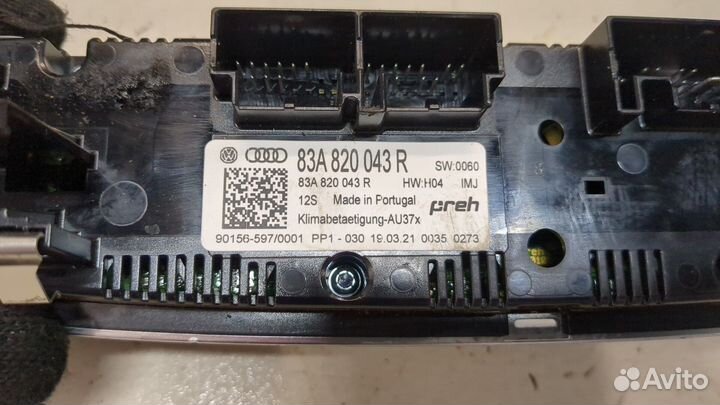 83A 820 043 R
SW:0060
83A 820 043 R HW:H04 IMJ
12S Made in Portugal preh
Klimabetaetigung-AU37x
90156-597/0001 PP1-030 19.03.21 0035 0273
Avito